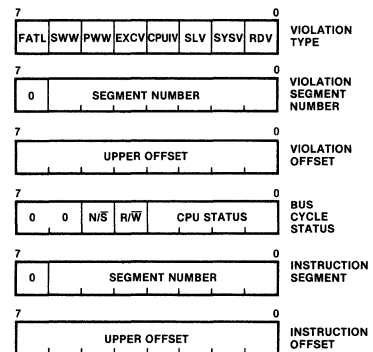 7 0
FATL SWW PWW EXCV CPUIV SLV SYSV RDV
VIOLATION
TYPE
7 0
0 SEGMENT NUMBER
VIOLATION
SEGMENT
NUMBER
7 0
UPPER OFFSET
VIOLATION
OFFSET
7 0
0 0 N/S̅ R/W̅ CPU STATUS
BUS
CYCLE
STATUS
7 0
0 SEGMENT NUMBER
INSTRUCTION
SEGMENT
7 0
UPPER OFFSET
INSTRUCTION
OFFSET